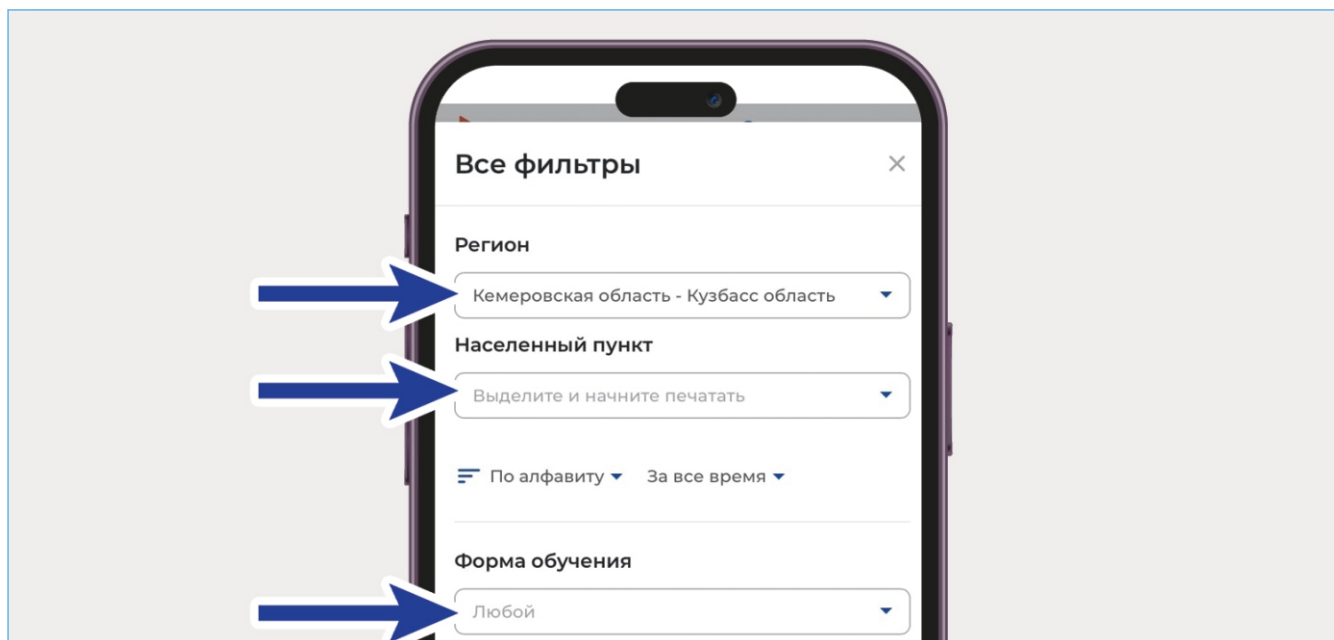 Все фильтры
Регион
Кемеровская область - Кузбасс область
Населенный пункт
Выделите и начните печатать
По алфавиту За все время
Форма обучения
Любой